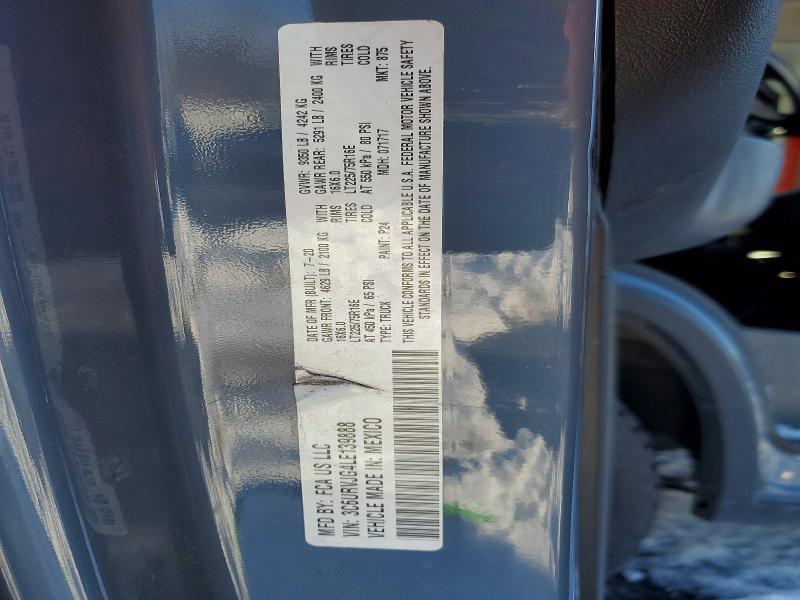 MFD BY: FCA US LLC
DATE OF MFR (BUILT): 7-20
GVWR: 9350 LB / 4242 KG
GAWR FRONT: 4629 LB / 2100 KG WITH
GAWR REAR: 5291 LB / 2400 KG WITH
16X6.0 RIMS
16X6.0 RIMS
LT225/75R16E TIRES
LT225/75R16E TIRES
AT 450 kPa / 65 PSI COLD
AT 550 kPa / 80 PSI COLD
VIN: 3C6URVJG4LE139888
TYPE: TRUCK PAINT: P24 MDH: 071717 MKT: 875
VEHICLE MADE IN: MEXICO
THIS VEHICLE CONFORMS TO ALL APPLICABLE U.S.A. FEDERAL MOTOR VEHICLE SAFETY
STANDARDS IN EFFECT ON THE DATE OF MANUFACTURE SHOWN ABOVE.